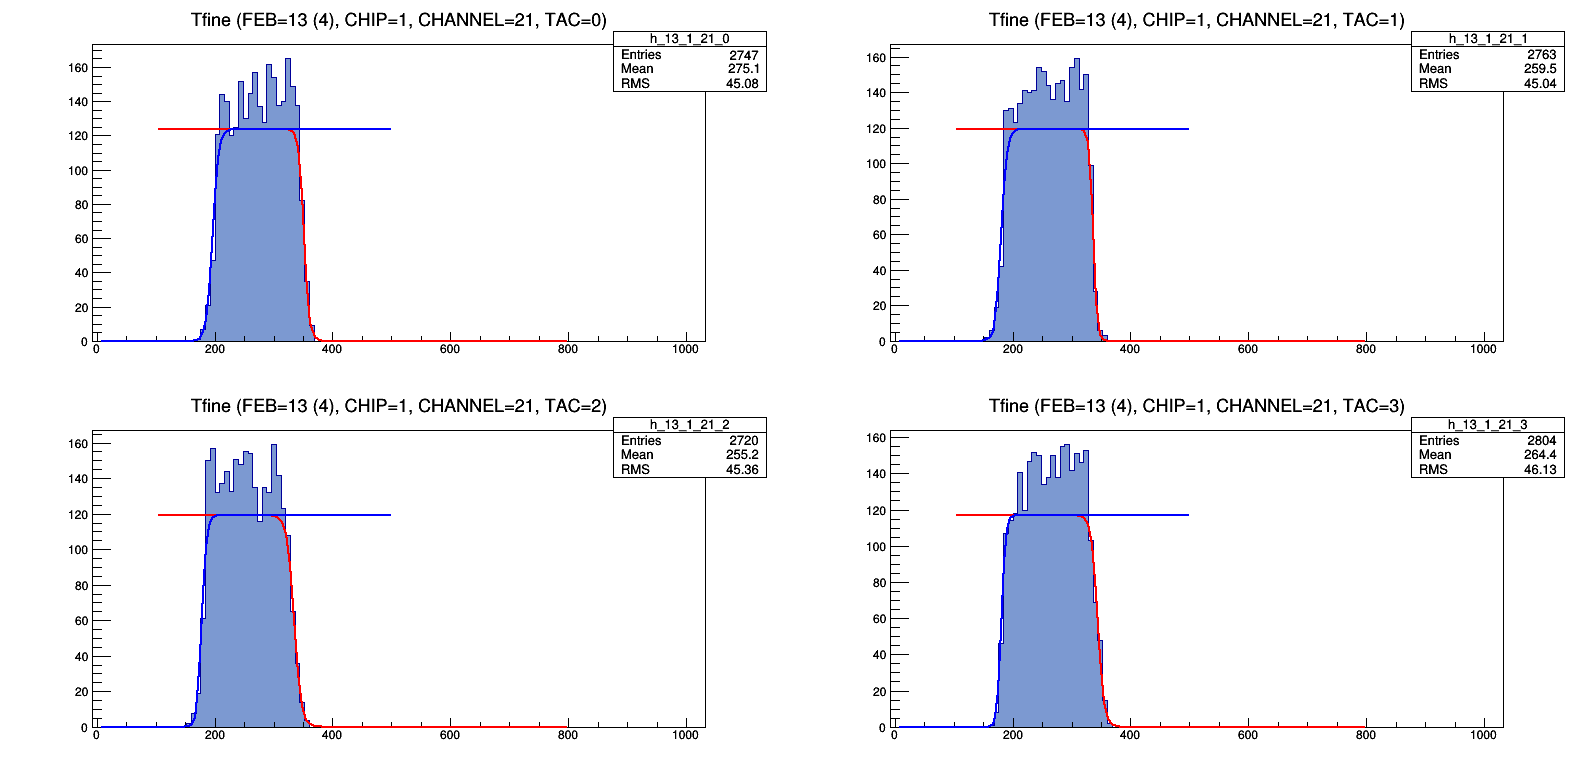 Tfine (FEB=13 (4), CHIP=1, CHANNEL=21, TAC=0)
h_13_1_21_0
Entries 2747
Mean 275.1
RMS 45.08
160
140
120
100
80
60
40
20
0
0 200 400 600 800 1000
Tfine (FEB=13 (4), CHIP=1, CHANNEL=21, TAC=1)
h_13_1_21_1
Entries 2763
Mean 259.5
RMS 45.04
160
140
120
100
80
60
40
20
0
0 200 400 600 800 1000
Tfine (FEB=13 (4), CHIP=1, CHANNEL=21, TAC=2)
h_13_1_21_2
Entries 2720
Mean 255.2
RMS 45.36
160
140
120
100
80
60
40
20
0
0 200 400 600 800 1000
Tfine (FEB=13 (4), CHIP=1, CHANNEL=21, TAC=3)
h_13_1_21_3
Entries 2804
Mean 264.4
RMS 46.13
160
140
120
100
80
60
40
20
0
0 200 400 600 800 1000